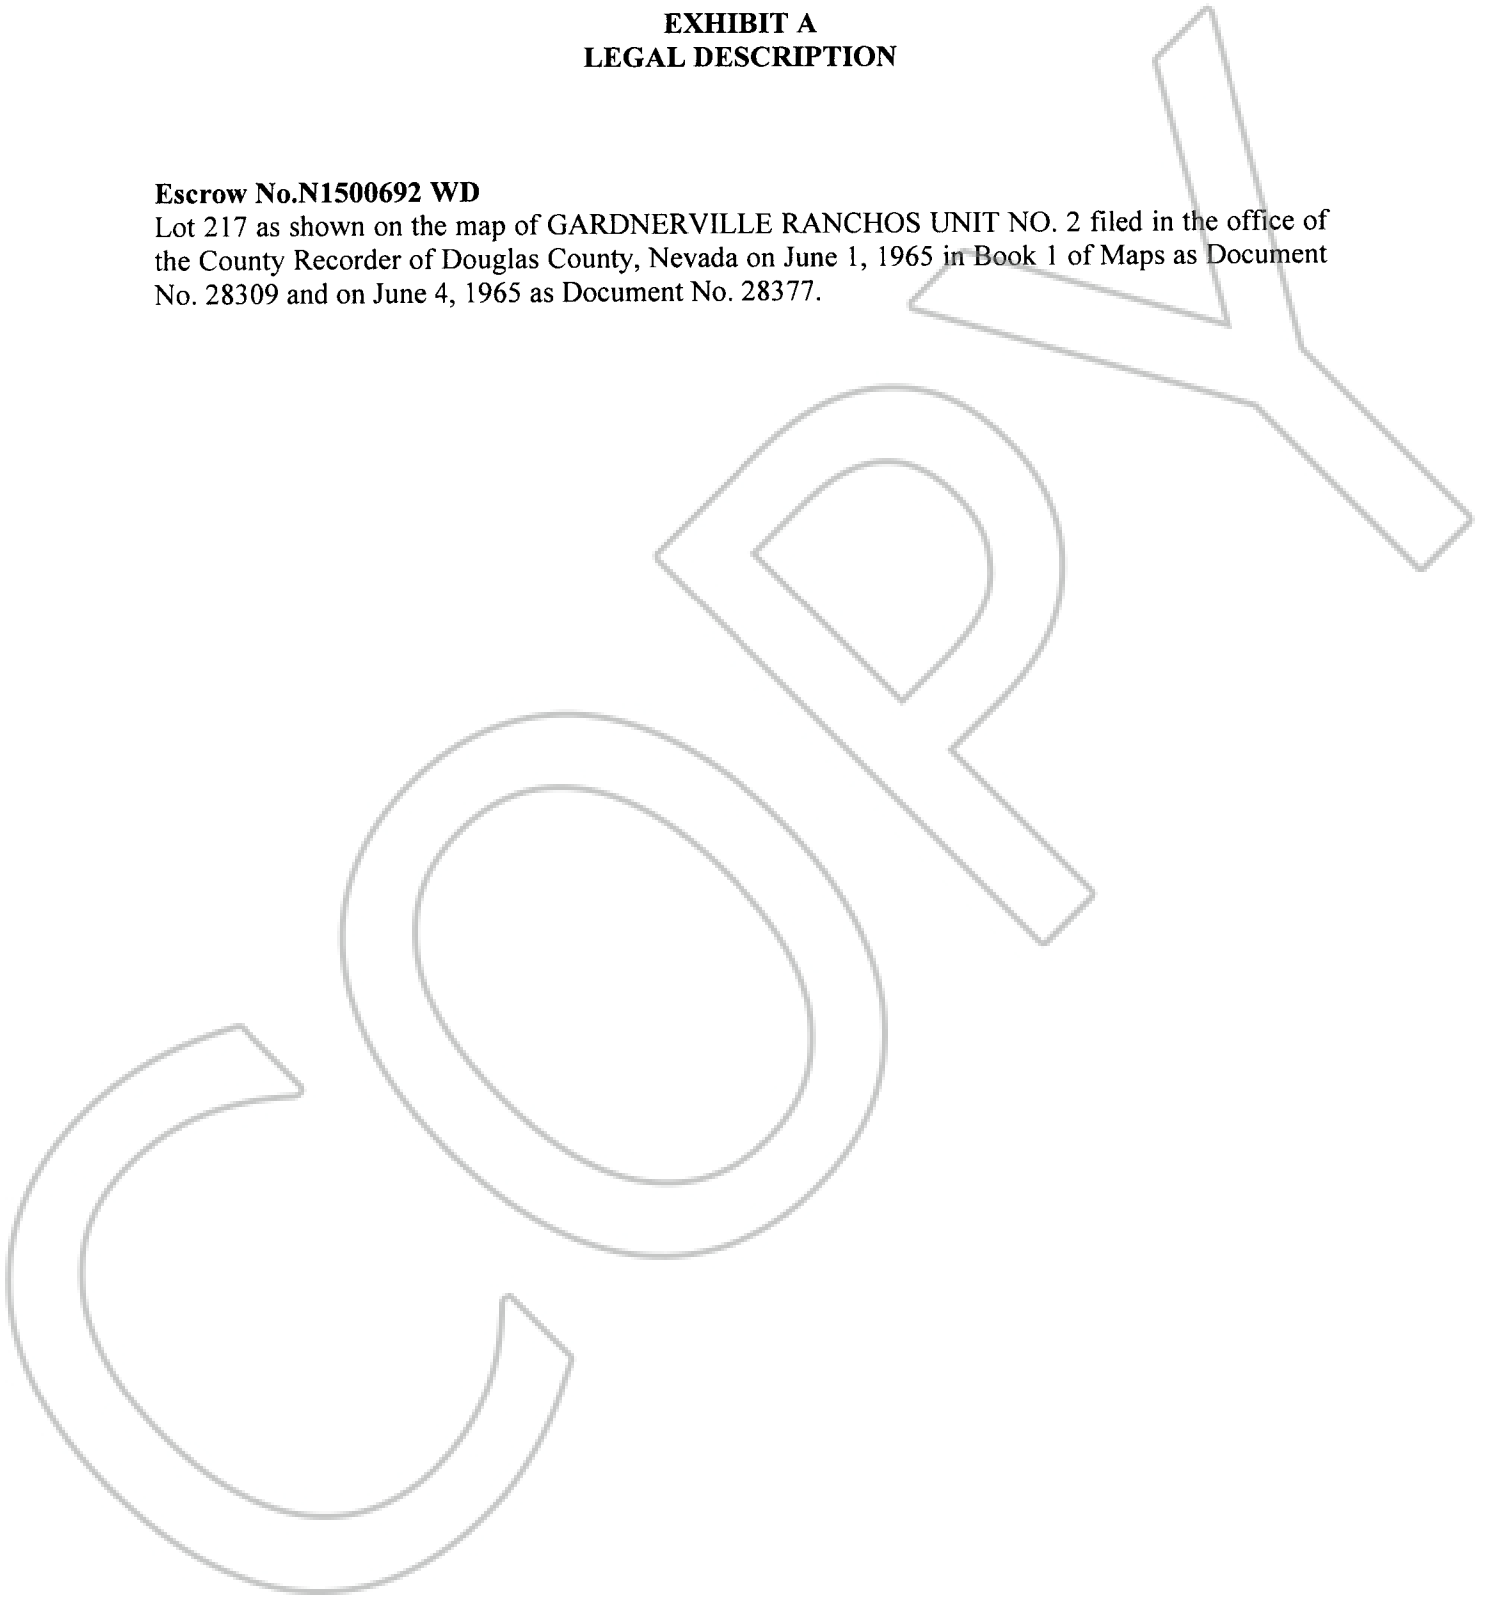 EXHIBIT A
LEGAL DESCRIPTION
Escrow No.N1500692 WD
Lot 217 as shown on the map of GARDNERVILLE RANCHOS UNIT NO. 2 filed in the office of
the County Recorder of Douglas County, Nevada on June 1, 1965 in Book 1 of Maps as Document
No. 28309 and on June 4, 1965 as Document No. 28377.
COPY